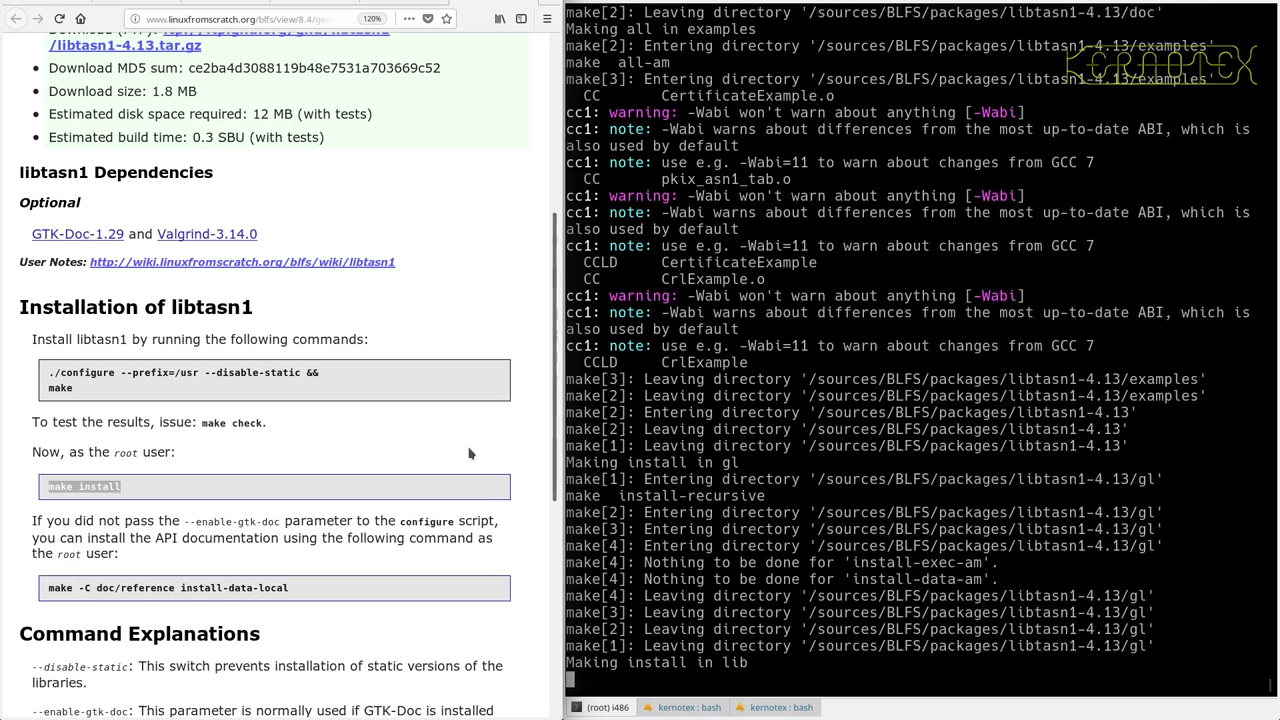 www.linuxfromscratch.org/blfs/view/8.4/gen
120%
/libtasn1-4.13.tar.gz
Download MD5 sum: ce2ba4d3088119b48e7531a703669c52
Download size: 1.8 MB
Estimated disk space required: 12 MB (with tests)
Estimated build time: 0.3 SBU (with tests)
libtasn1 Dependencies
Optional
GTK-Doc-1.29 and Valgrind-3.14.0
User Notes: http://wiki.linuxfromscratch.org/blfs/wiki/libtasn1
Installation of libtasn1
Install libtasn1 by running the following commands:
./configure --prefix=/usr --disable-static &&
make
To test the results, issue: make check.
Now, as the root user:
make install
If you did not pass the --enable-gtk-doc parameter to the configure script,
you can install the API documentation using the following command as
the root user:
make -C doc/reference install-data-local
Command Explanations
--disable-static: This switch prevents installation of static versions of the
libraries.
--enable-gtk-doc: This parameter is normally used if GTK-Doc is installed
make[2]: Leaving directory '/sources/BLFS/packages/libtasn1-4.13/doc'
Making all in examples
make[2]: Entering directory '/sources/BLFS/packages/libtasn1-4.13/examples'
make  all-am
make[3]: Entering directory '/sources/BLFS/packages/libtasn1-4.13/examples
KERNOTEX
  CC       CertificateExample.o
cc1: warning: -Wabi won't warn about anything [-Wabi]
cc1: note: -Wabi warns about differences from the most up-to-date ABI, which is
also used by default
cc1: note: use e.g. -Wabi=11 to warn about changes from GCC 7
  CC       pkix_asn1_tab.o
cc1: warning: -Wabi won't warn about anything [-Wabi]
cc1: note: -Wabi warns about differences from the most up-to-date ABI, which is
also used by default
cc1: note: use e.g. -Wabi=11 to warn about changes from GCC 7
  CCLD     CertificateExample
  CC       CrlExample.o
cc1: warning: -Wabi won't warn about anything [-Wabi]
cc1: note: -Wabi warns about differences from the most up-to-date ABI, which is
also used by default
cc1: note: use e.g. -Wabi=11 to warn about changes from GCC 7
  CCLD     CrlExample
make[3]: Leaving directory '/sources/BLFS/packages/libtasn1-4.13/examples'
make[2]: Leaving directory '/sources/BLFS/packages/libtasn1-4.13/examples'
make[2]: Entering directory '/sources/BLFS/packages/libtasn1-4.13'
make[2]: Leaving directory '/sources/BLFS/packages/libtasn1-4.13'
make[1]: Leaving directory '/sources/BLFS/packages/libtasn1-4.13'
Making install in gl
make[1]: Entering directory '/sources/BLFS/packages/libtasn1-4.13/gl'
make  install-recursive
make[2]: Entering directory '/sources/BLFS/packages/libtasn1-4.13/gl'
make[3]: Entering directory '/sources/BLFS/packages/libtasn1-4.13/gl'
make[4]: Entering directory '/sources/BLFS/packages/libtasn1-4.13/gl'
make[4]: Nothing to be done for 'install-exec-am'.
make[4]: Nothing to be done for 'install-data-am'.
make[4]: Leaving directory '/sources/BLFS/packages/libtasn1-4.13/gl'
make[3]: Leaving directory '/sources/BLFS/packages/libtasn1-4.13/gl'
make[2]: Leaving directory '/sources/BLFS/packages/libtasn1-4.13/gl'
make[1]: Leaving directory '/sources/BLFS/packages/libtasn1-4.13/gl'
Making install in lib
(root) i486
kernotex : bash
kernotex : bash